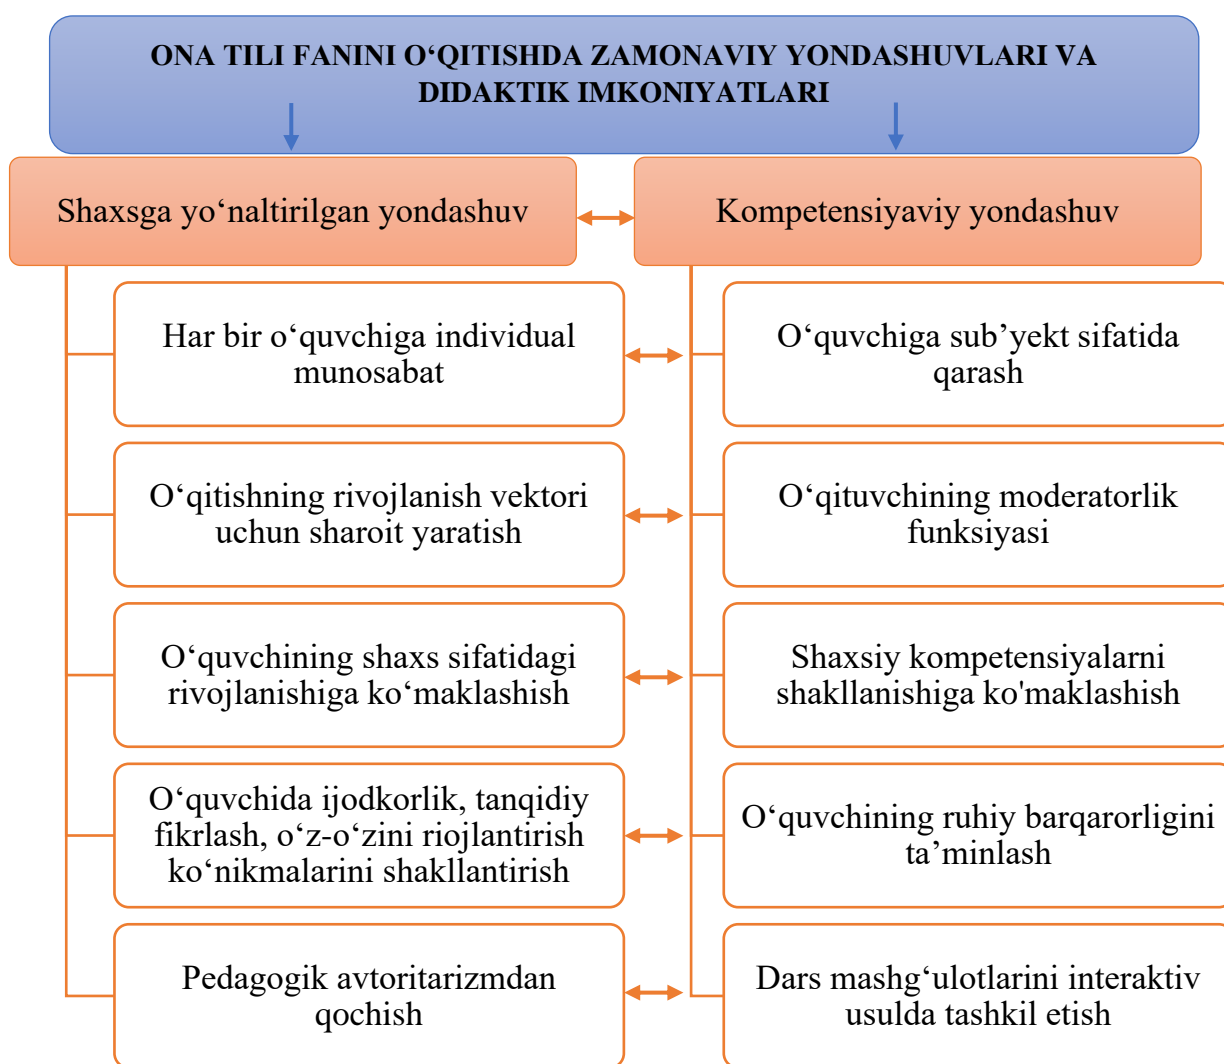 ONA TILI FANINI O‘QITISHDA ZAMONAVIY YONDASHUVLARI VA
DIDAKTIK IMKONIYATLARI
Shaxsga yo‘naltirilgan yondashuv
Kompetensiyaviy yondashuv
Har bir o‘quvchiga individual
munosabat
O‘quvchiga sub’yekt sifatida
qarash
O‘qitishning rivojlanish vektori
uchun sharoit yaratish
O‘qituvchining moderatorlik
funksiyasi
O‘quvchining shaxs sifatidagi
rivojlanishiga ko‘maklashish
Shaxsiy kompetensiyalarni
shakllanishiga ko'maklashish
O‘quvchida ijodkorlik, tanqidiy
fikrlash, o‘z-o‘zini riojlantirish
ko‘nikmalarini shakllantirish
O‘quvchining ruhiy barqarorligini
ta’minlash
Pedagogik avtoritarizmdan
qochish
Dars mashg‘ulotlarini interaktiv
usulda tashkil etish